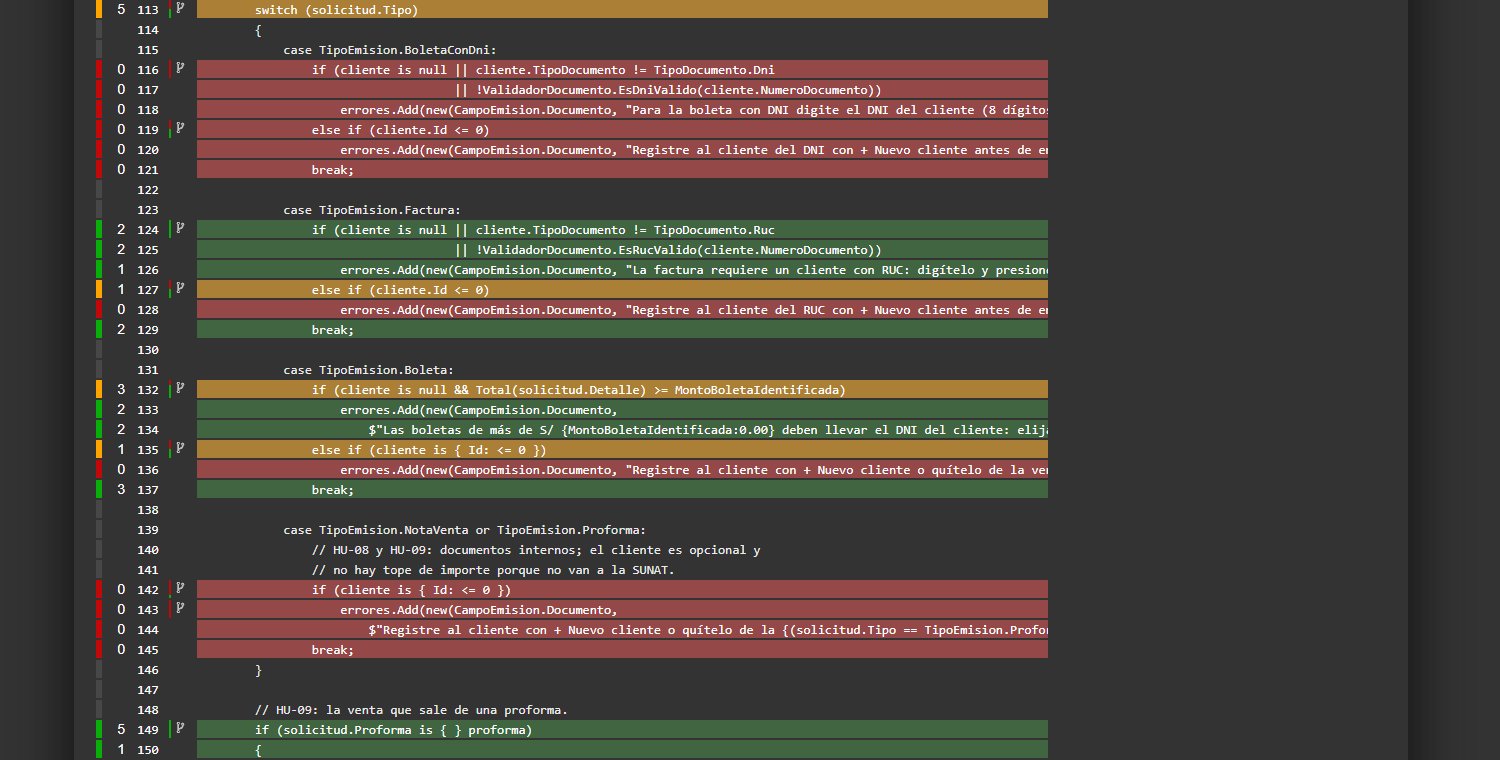 5 113 switch (solicitud.Tipo)
114 {
115 case TipoEmision.BoletaConDni:
0 116 if (cliente is null || cliente.TipoDocumento != TipoDocumento.Dni
0 117 || !ValidadorDocumento.EsDniValido(cliente.NumeroDocumento))
0 118 errores.Add(new(CampoEmision.Documento, "Para la boleta con DNI digite el DNI del cliente (8 dígitos
0 119 else if (cliente.Id <= 0)
0 120 errores.Add(new(CampoEmision.Documento, "Registre al cliente del DNI con + Nuevo cliente antes de
0 121 break;
122
123 case TipoEmision.Factura:
2 124 if (cliente is null || cliente.TipoDocumento != TipoDocumento.Ruc
2 125 || !ValidadorDocumento.EsRucValido(cliente.NumeroDocumento))
1 126 errores.Add(new(CampoEmision.Documento, "La factura requiere un cliente con RUC: digítelo y presion
1 127 else if (cliente.Id <= 0)
0 128 errores.Add(new(CampoEmision.Documento, "Registre al cliente del RUC con + Nuevo cliente antes de
2 129 break;
130
131 case TipoEmision.Boleta:
3 132 if (cliente is null && Total(solicitud.Detalle) >= MontoBoletaIdentificada)
2 133 errores.Add(new(CampoEmision.Documento,
2 134 $"Las boletas de más de S/ {MontoBoletaIdentificada:0.00} deben llevar el DNI del cliente: elij
1 135 else if (cliente is { Id: <= 0 })
0 136 errores.Add(new(CampoEmision.Documento, "Registre al cliente con + Nuevo cliente o quítelo de la ve
3 137 break;
138
139 case TipoEmision.NotaVenta or TipoEmision.Proforma:
140 // HU-08 y HU-09: documentos internos; el cliente es opcional y
141 // no hay tope de importe porque no van a la SUNAT.
0 142 if (cliente is { Id: <= 0 })
0 143 errores.Add(new(CampoEmision.Documento,
0 144 $"Registre al cliente con + Nuevo cliente o quítelo de la {(solicitud.Tipo == TipoEmision.Profor
0 145 break;
146 }
147
148 // HU-09: la venta que sale de una proforma.
5 149 if (solicitud.Proforma is { } proforma)
1 150 {